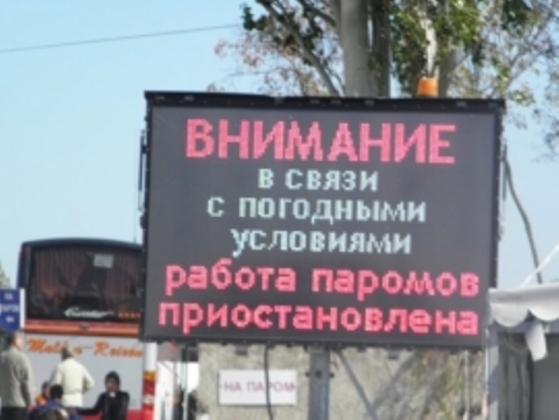 ВНИМАНИЕ
в связи
с погодными
условиями
работа паромов
приостановлена
НА ПАРОМ